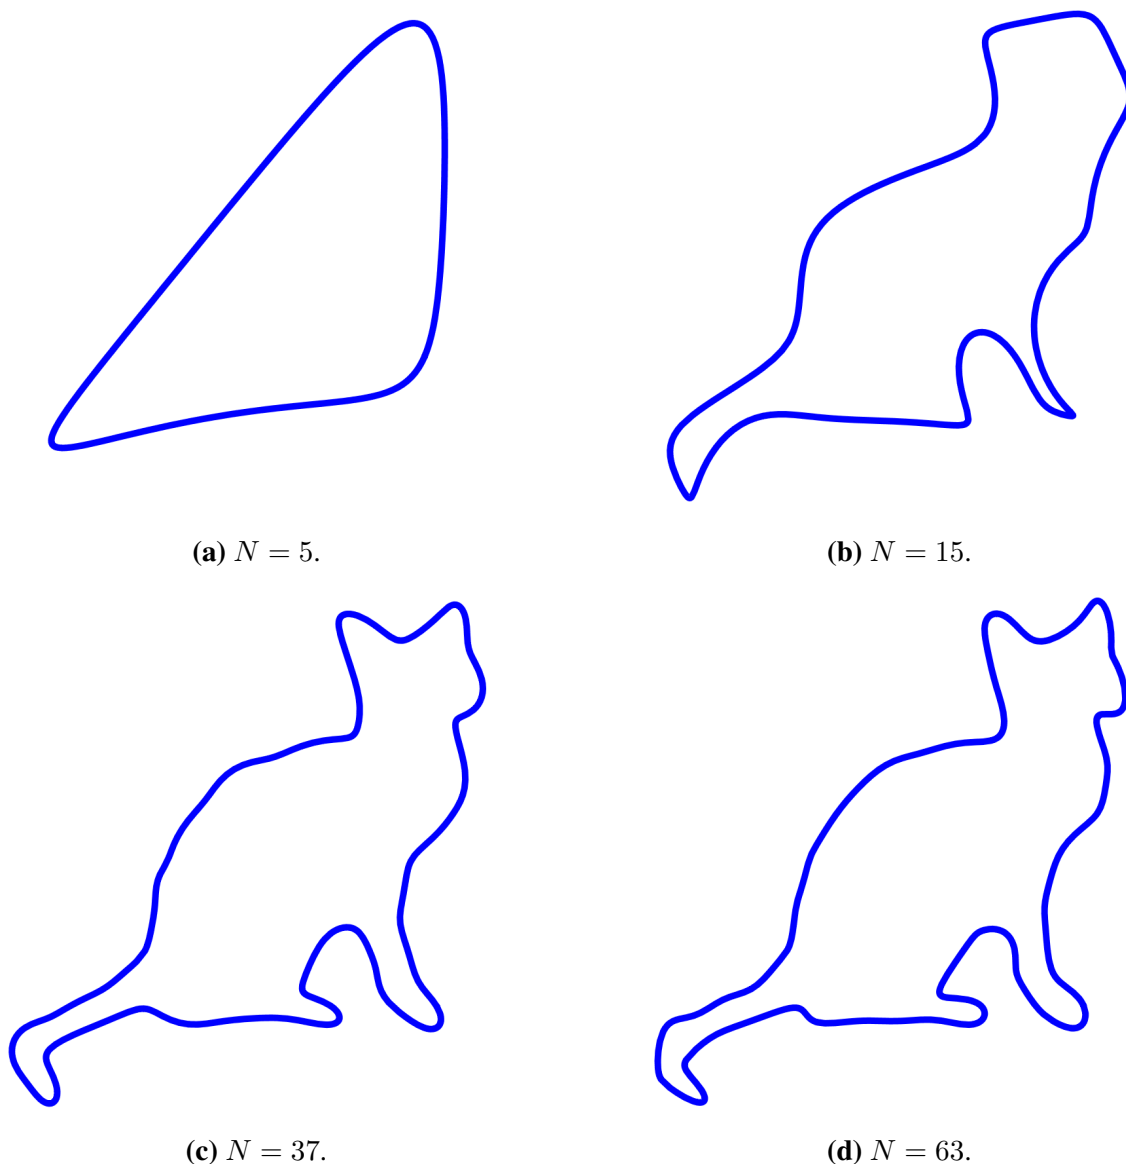 (a) N = 5.
(b) N = 15.
(c) N = 37.
(d) N = 63.